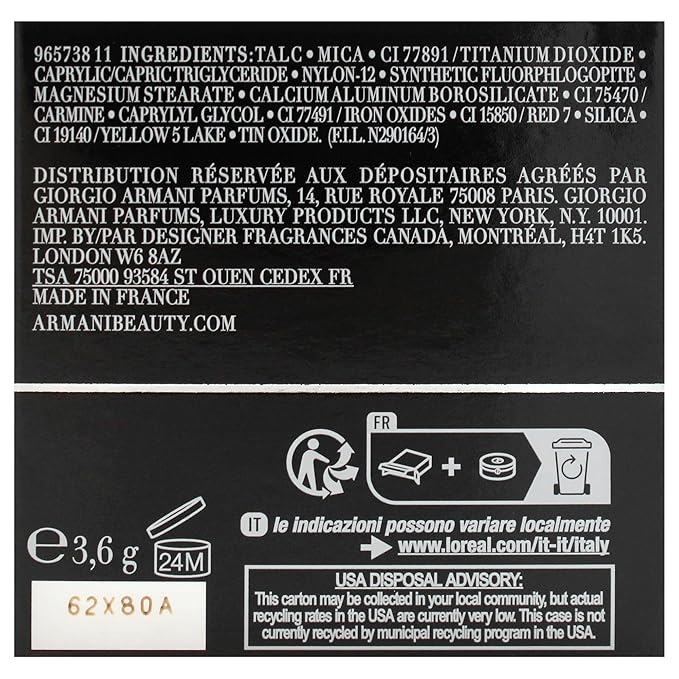 965738 11 INGREDIENTS: TALC • MICA • CI 77891 / TITANIUM DIOXIDE •
CAPRYLIC/CAPRIC TRIGLYCERIDE • NYLON-12 • SYNTHETIC FLUORPHLOGOPITE •
MAGNESIUM STEARATE • CALCIUM ALUMINUM BOROSILICATE • CI 75470 /
CARMINE • CAPRYLYL GLYCOL • CI 77491 / IRON OXIDES • CI 15850 / RED 7 • SILICA •
CI 19140 / YELLOW 5 LAKE • TIN OXIDE. (F.I.L. N290164/3)
DISTRIBUTION RÉSERVÉE AUX DÉPOSITAIRES AGRÉÉS PAR
GIORGIO ARMANI PARFUMS, 14, RUE ROYALE 75008 PARIS. GIORGIO
ARMANI PARFUMS, LUXURY PRODUCTS LLC, NEW YORK, N.Y. 10001.
IMP. BY/PAR DESIGNER FRAGRANCES CANADA, MONTRÉAL, H4T 1K5.
LONDON W6 8AZ
TSA 75000 93584 ST OUEN CEDEX FR
MADE IN FRANCE
ARMANIBEAUTY.COM
FR
+
IT le indicazioni possono variare localmente
www.loreal.com/it-it/italy
℮ 3,6 g
24M
62X80A
USA DISPOSAL ADVISORY:
This carton may be collected in your local community, but actual
recycling rates in the USA are currently very low. This case is not
currently recycled by municipal recycling program in the USA.